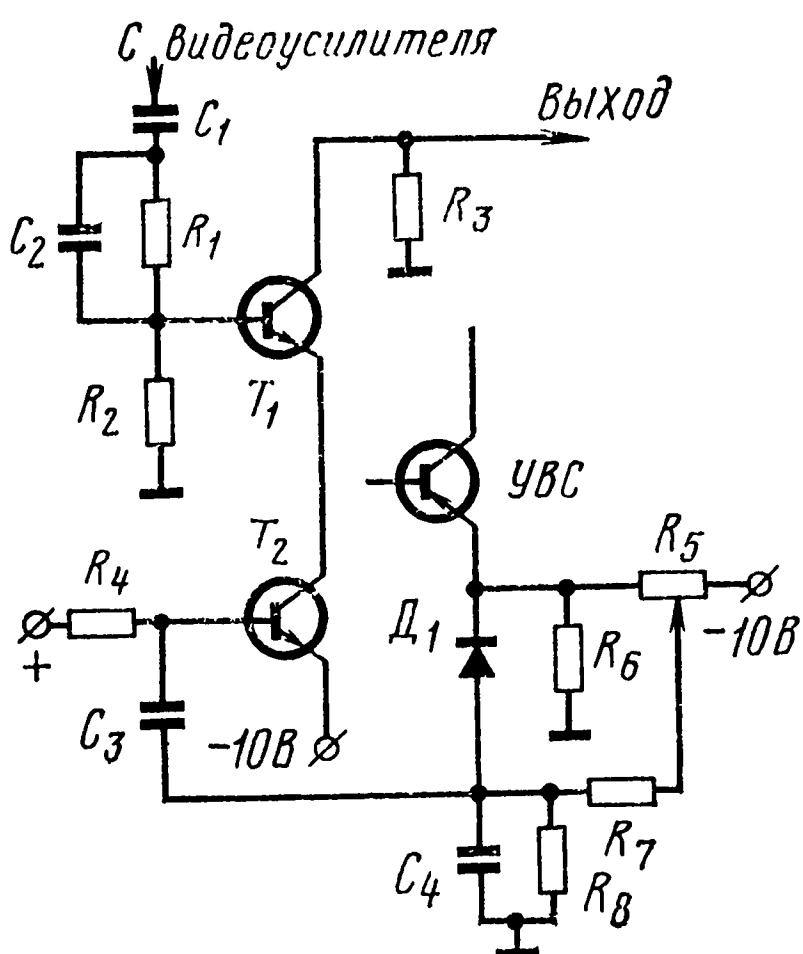 С видеоусилителя
C1
Выход
C2
R1
R3
R2
T1
УВС
T2
R4
R5
+
Д1
R6
-10В
C3
-10В
R7
C4
R8